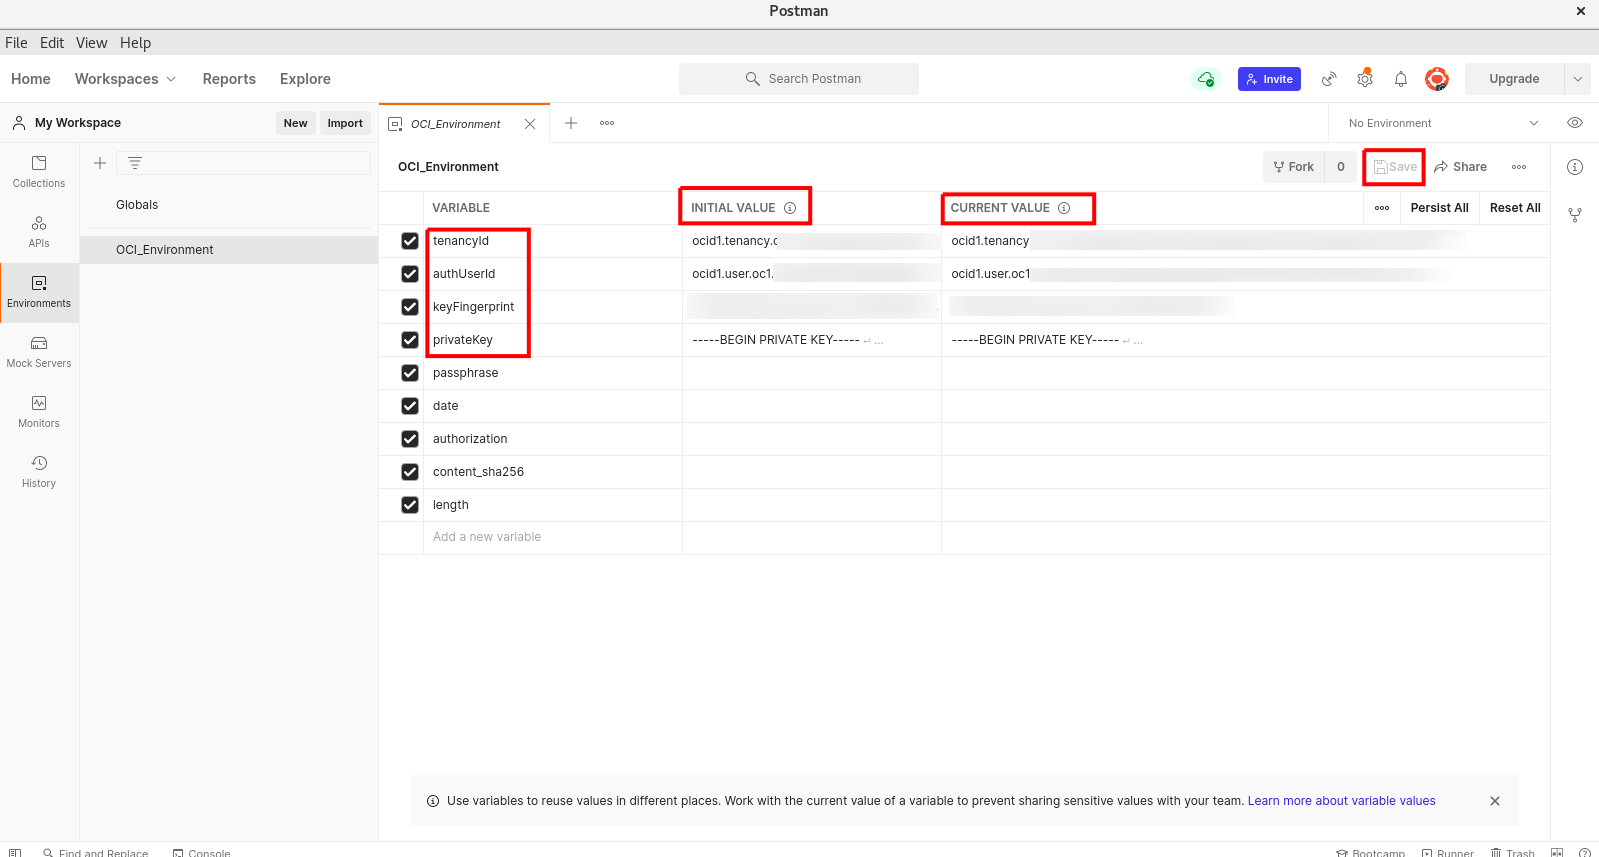 Postman
File Edit View Help
Home Workspaces Reports Explore Search Postman Invite Upgrade
My Workspace New Import OCI_Environment No Environment
OCI_Environment Fork 0 Save Share
Collections
APIs
Environments
Mock Servers
Monitors
History
Globals
OCI_Environment
VARIABLE INITIAL VALUE CURRENT VALUE Persist All Reset All
tenancyId ocid1.tenancy. ocid1.tenancy
authUserId ocid1.user.oc1. ocid1.user.oc1
keyFingerprint
privateKey -----BEGIN PRIVATE KEY----- ↵ ... -----BEGIN PRIVATE KEY----- ↵ ...
passphrase
date
authorization
content_sha256
length
Add a new variable
Use variables to reuse values in different places. Work with the current value of a variable to prevent sharing sensitive values with your team. Learn more about variable values
Find and Replace Console Bootcamp Runner Trash